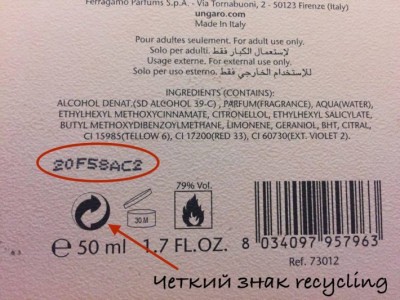 Ferragamo Parfums S.p.A - Via Tornabuoni, 2 - 50123 Firenze (Italy)
ungaro.com
Made in Italy
Pour adultes seulement. For adult use only.
Solo per adulti. لاستعمال الكبار فقط.
Usage externe. For external use only.
Solo per uso esterno. للاستخدام الخارجي فقط.
INGREDIENTS (CONTAINS):
ALCOHOL DENAT.(SD ALCOHOL 39-C) , PARFUM(FRAGRANCE), AQUA(WATER),
ETHYLHEXYL METHOXYCINNAMATE, CITRONELLOL, ETHYLHEXYL SALICYLATE,
BUTYL METHOXYDIBENZOYLMETHANE, LIMONENE, GERANIOL, BHT, CITRAL,
CI 15985(YELLOW 6), CI 17200(RED 33), CI 60730(EXT. VIOLET 2).
20F58AC2
79% Vol.
30 M
e 50 ml 1.7 FL.OZ.
8 034097 957963
Ref. 73012
Четкий знак recycling